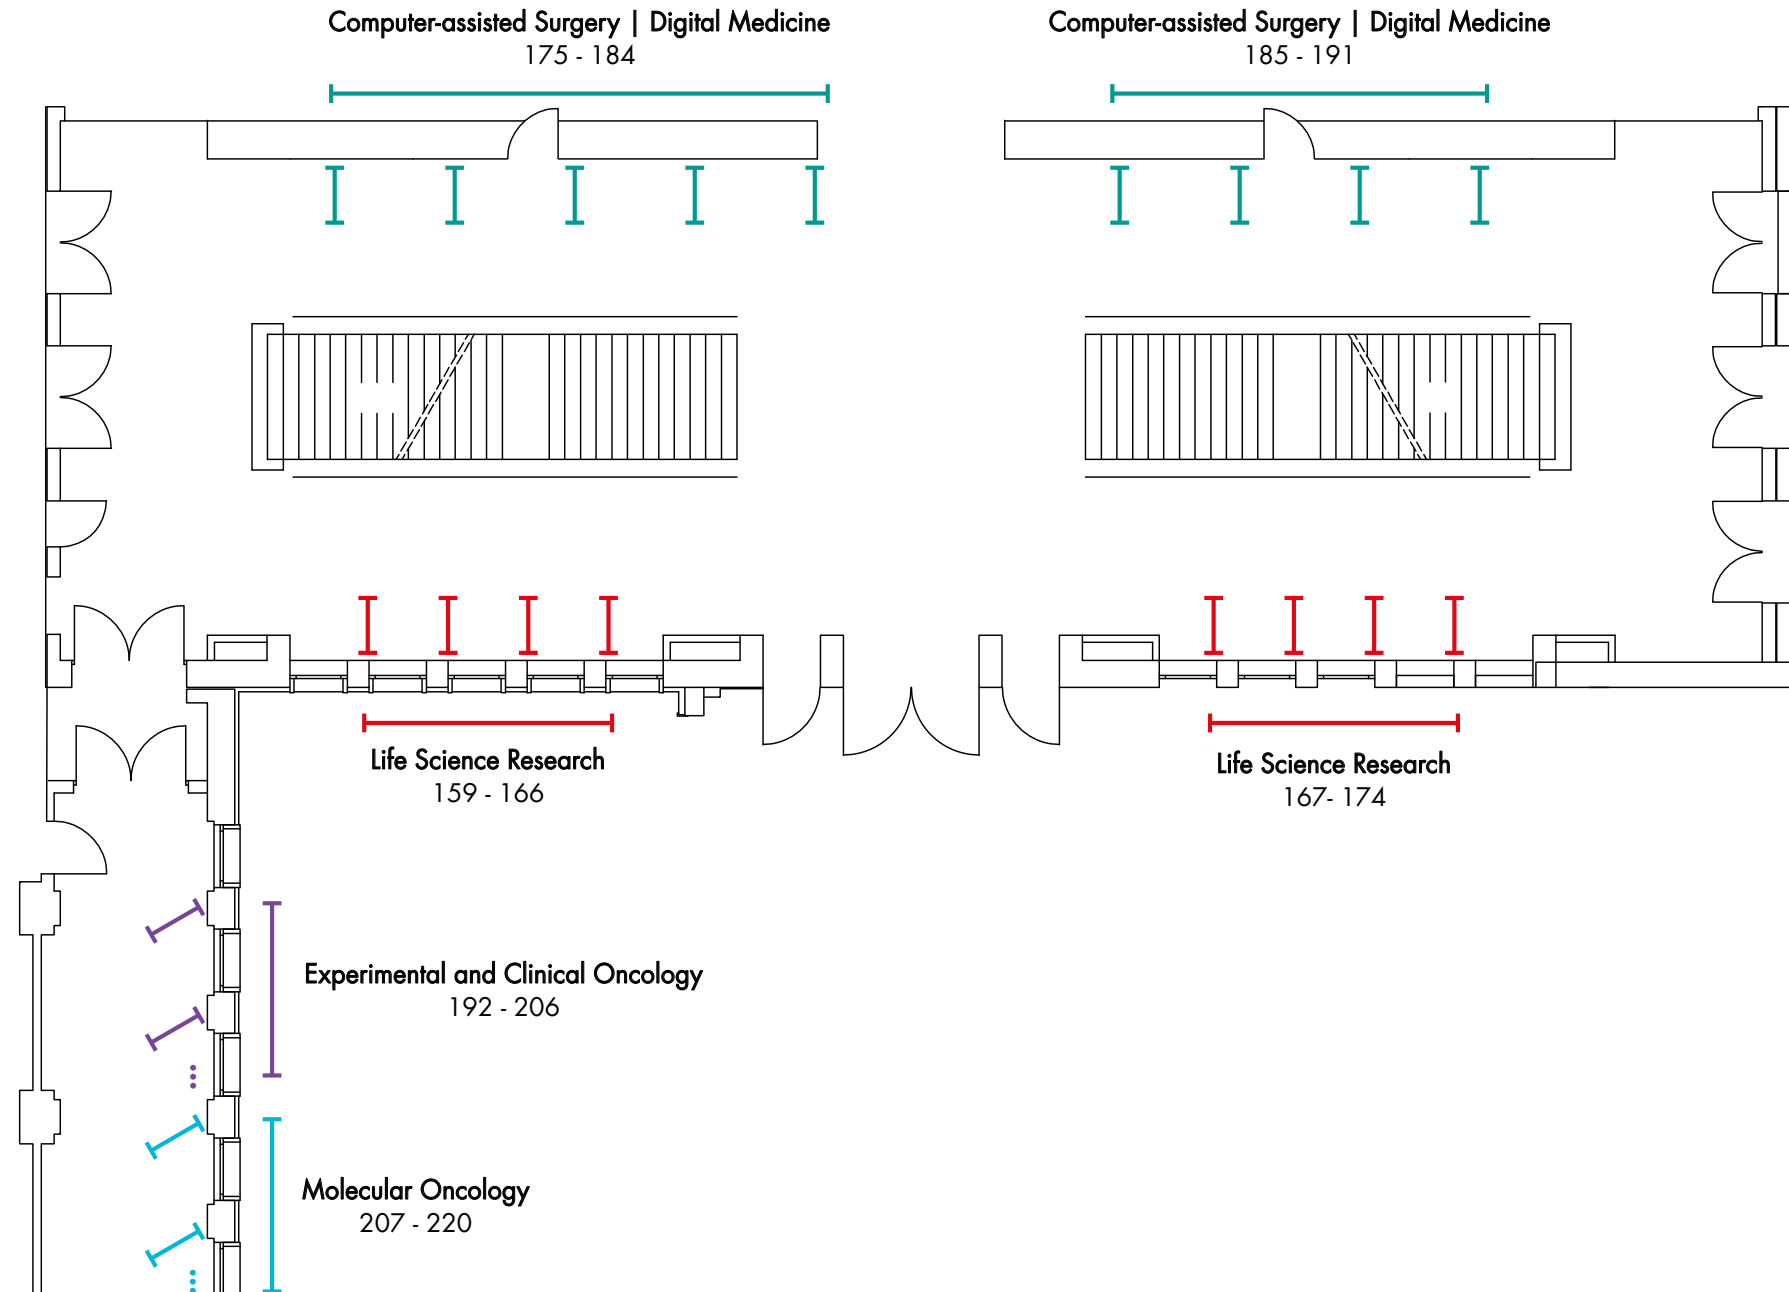 Computer-assisted Surgery | Digital Medicine
175 - 184
Computer-assisted Surgery | Digital Medicine
185 - 191
Life Science Research
159 - 166
Life Science Research
167- 174
Experimental and Clinical Oncology
192 - 206
Molecular Oncology
207 - 220